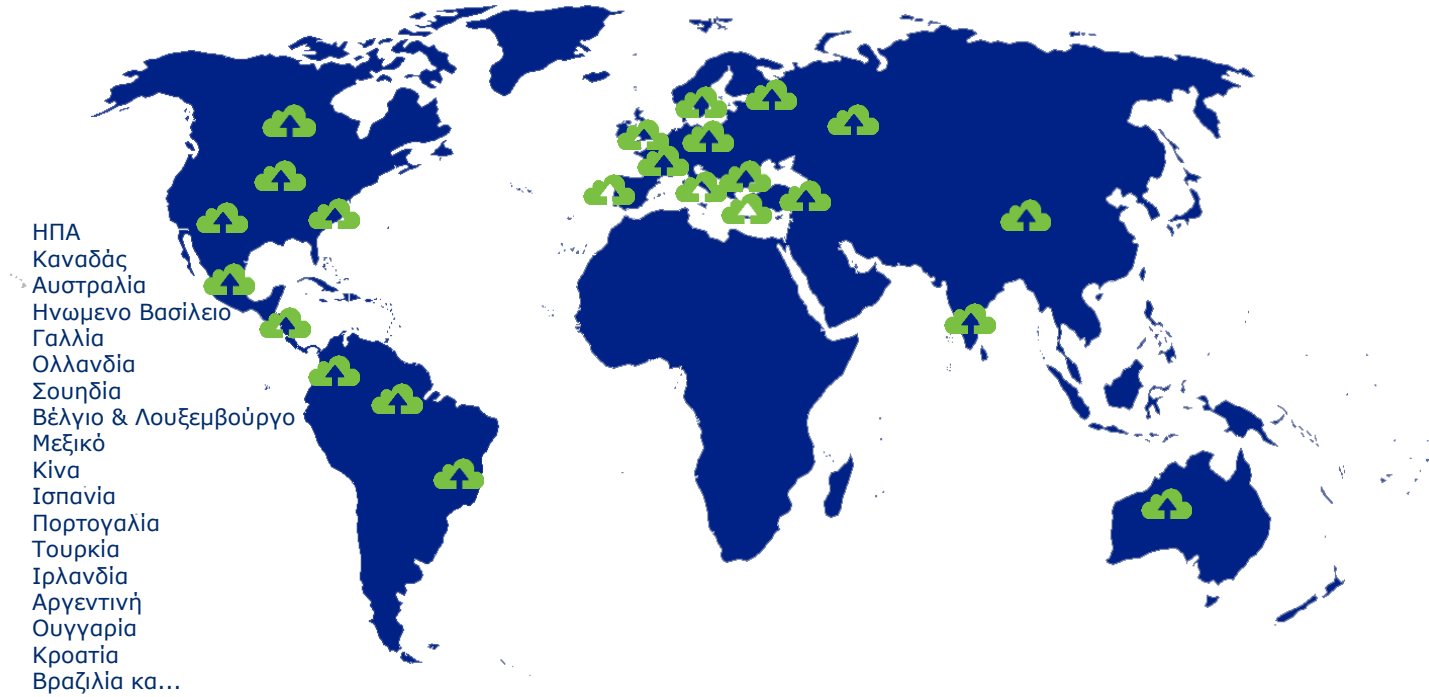 ΗΠΑ
Καναδάς
Αυστραλία
Ηνωμενο Βασίλειο
Γαλλία
Ολλανδία
Σουηδία
Βέλγιο & Λουξεμβούργο
Μεξικό
Κίνα
Ισπανία
Πορτογαλία
Τουρκία
Ιρλανδία
Αργεντινή
Ουγγαρία
Κροατία
Βραζιλία κα...